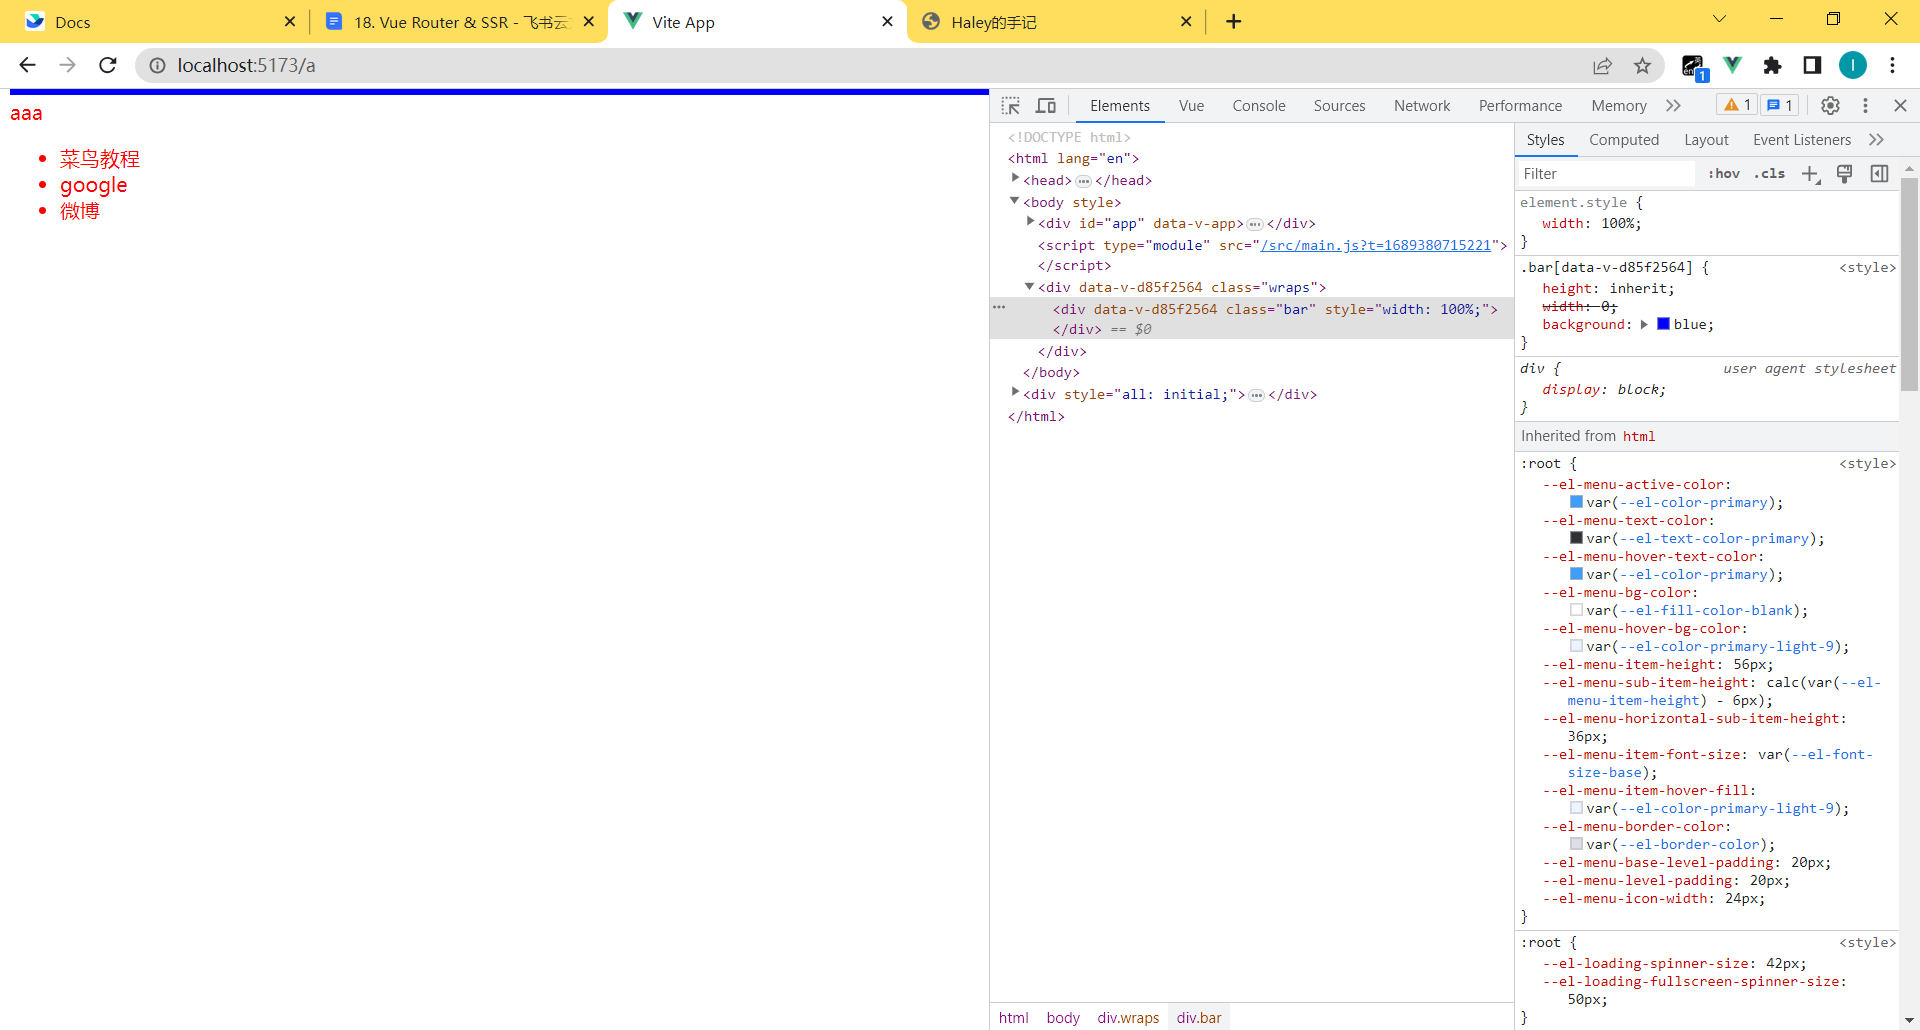 Docs
18. Vue Router & SSR - 飞书云
Vite App
Haley的手记
localhost:5173/a
1
I
aaa
菜鸟教程
google
微博
Elements
Vue
Console
Sources
Network
Performance
Memory
1
1
<!DOCTYPE html>
<html lang="en">
<head> ··· </head>
<body style>
<div id="app" data-v-app> ··· </div>
<script type="module" src="/src/main.js?t=1689380715221">
</script>
<div data-v-d85f2564 class="wraps">
<div data-v-d85f2564 class="bar" style="width: 100%;">
</div> == $0
</div>
</body>
<div style="all: initial;"> ··· </div>
</html>
html
body
div.wraps
div.bar
Styles
Computed
Layout
Event Listeners
Filter
:hov
.cls
element.style {
width: 100%;
}
.bar[data-v-d85f2564] {
<style>
height: inherit;
width: 0;
background: blue;
}
div {
user agent stylesheet
display: block;
}
Inherited from html
:root {
<style>
--el-menu-active-color:
var(--el-color-primary);
--el-menu-text-color:
var(--el-text-color-primary);
--el-menu-hover-text-color:
var(--el-color-primary);
--el-menu-bg-color:
var(--el-fill-color-blank);
--el-menu-hover-bg-color:
var(--el-color-primary-light-9);
--el-menu-item-height: 56px;
--el-menu-sub-item-height: calc(var(--el-
menu-item-height) - 6px);
--el-menu-horizontal-sub-item-height:
36px;
--el-menu-item-font-size: var(--el-font-
size-base);
--el-menu-item-hover-fill:
var(--el-color-primary-light-9);
--el-menu-border-color:
var(--el-border-color);
--el-menu-base-level-padding: 20px;
--el-menu-level-padding: 20px;
--el-menu-icon-width: 24px;
}
:root {
<style>
--el-loading-spinner-size: 42px;
--el-loading-fullscreen-spinner-size:
50px;
}